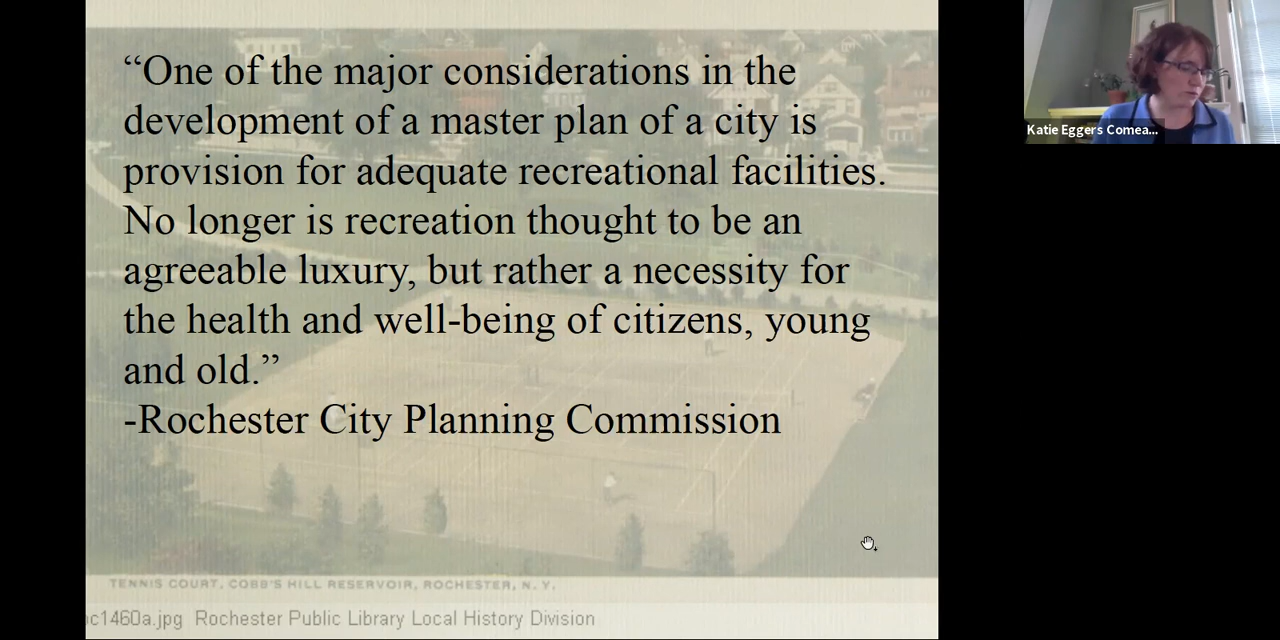 “One of the major considerations in the
development of a master plan of a city is
provision for adequate recreational facilities.
No longer is recreation thought to be an
agreeable luxury, but rather a necessity for
the health and well-being of citizens, young
and old.”
-Rochester City Planning Commission
TENNIS COURT, COBB'S HILL RESERVOIR, ROCHESTER, N. Y.
c1460a.jpg Rochester Public Library Local History Division
Katie Eggers Comea...